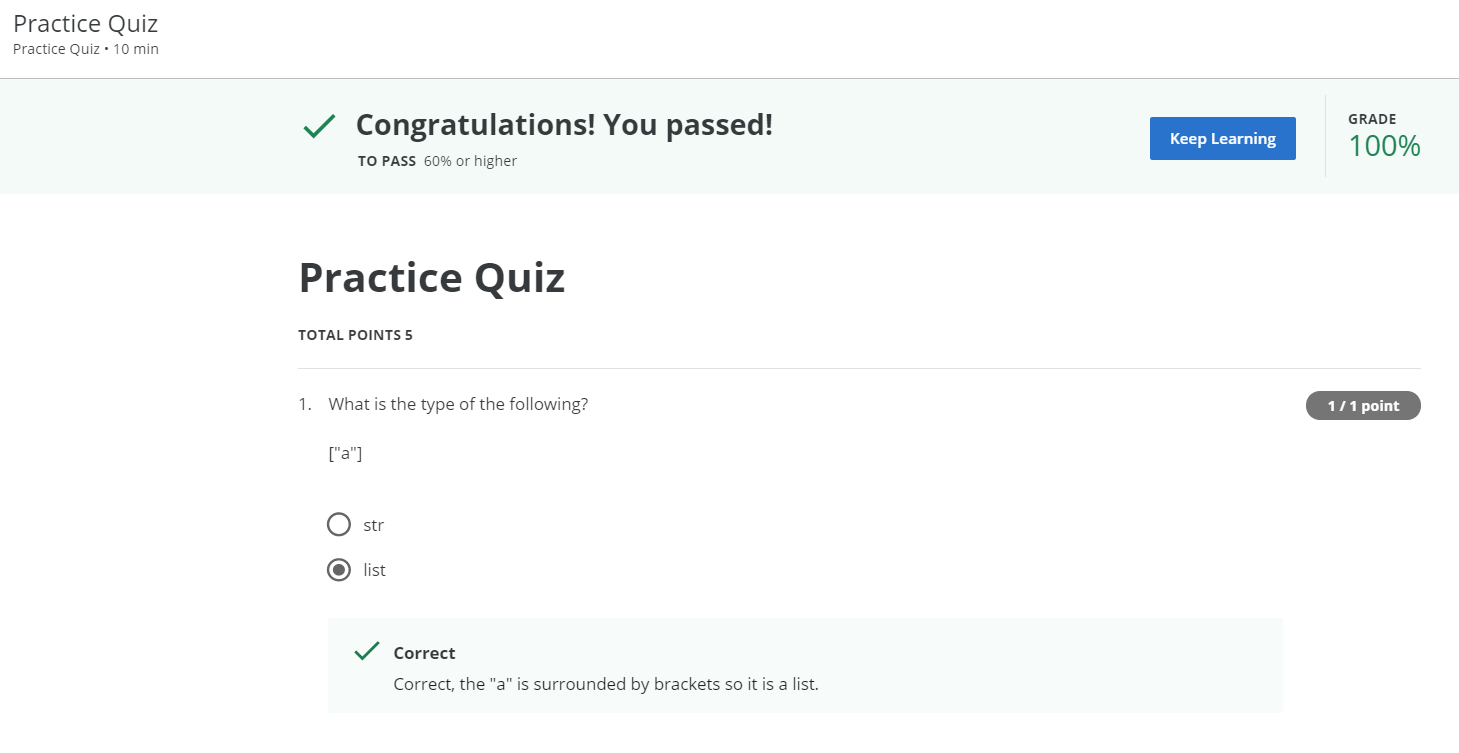 Practice Quiz
Practice Quiz • 10 min
Congratulations! You passed!
TO PASS 60% or higher
Keep Learning
GRADE
100%
Practice Quiz
TOTAL POINTS 5
1. What is the type of the following?
1 / 1 point
["a"]
str
list
Correct
Correct, the "a" is surrounded by brackets so it is a list.